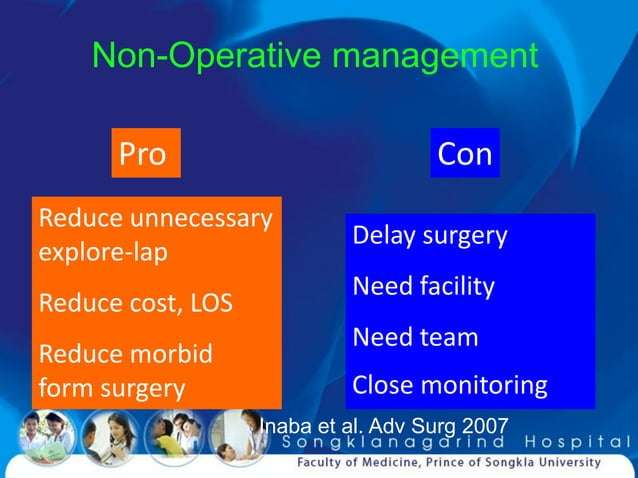 Non-Operative management
Pro
Con
Reduce unnecessary
explore-lap
Reduce cost, LOS
Reduce morbid
form surgery
Delay surgery
Need facility
Need team
Close monitoring
Inaba et al. Adv Surg 2007
Songklanagarind Hospital
Faculty of Medicine, Prince of Songkla University